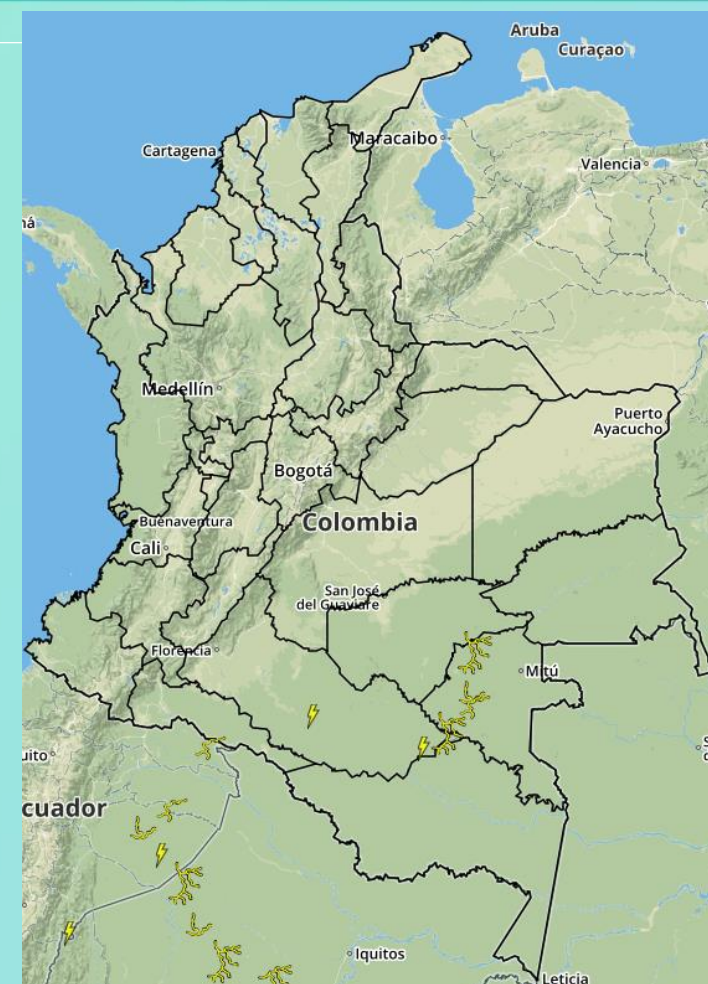 Aruba
Curaçao
Maracaibo
Cartagena
Valencia
ná
Medellín
Puerto
Ayacucho
Bogotá
Buenaventura
Colombia
Cali
San José
del Guaviare
Florencia
Mitú
uito
cuador
Iquitos
Leticia